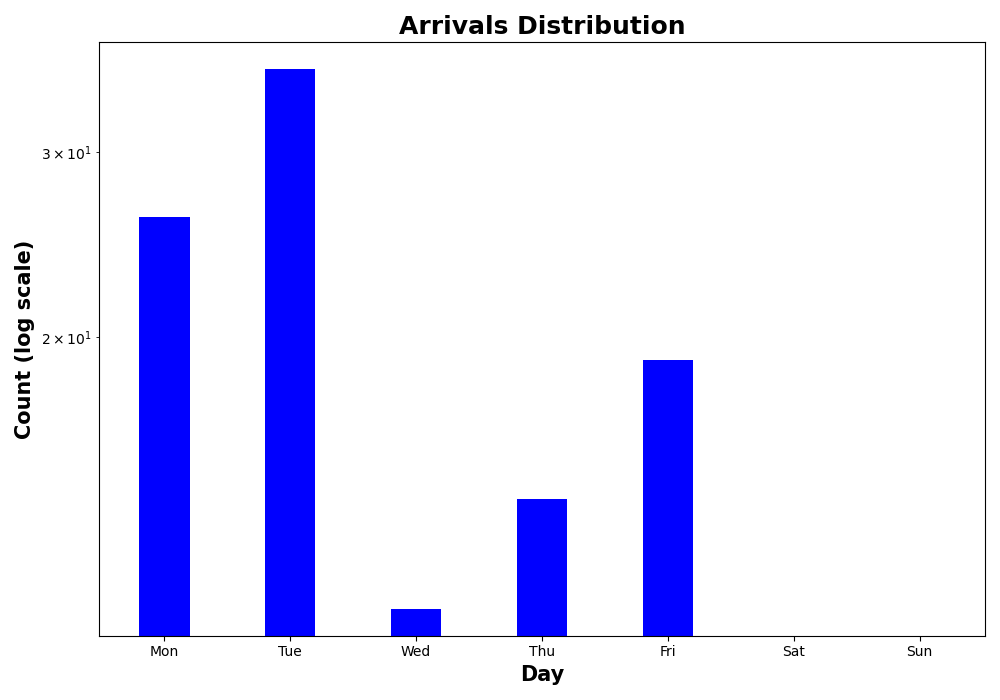 Arrivals Distribution
Count (log scale)
3 × 10¹
2 × 10¹
Mon Tue Wed Thu Fri Sat Sun
Day